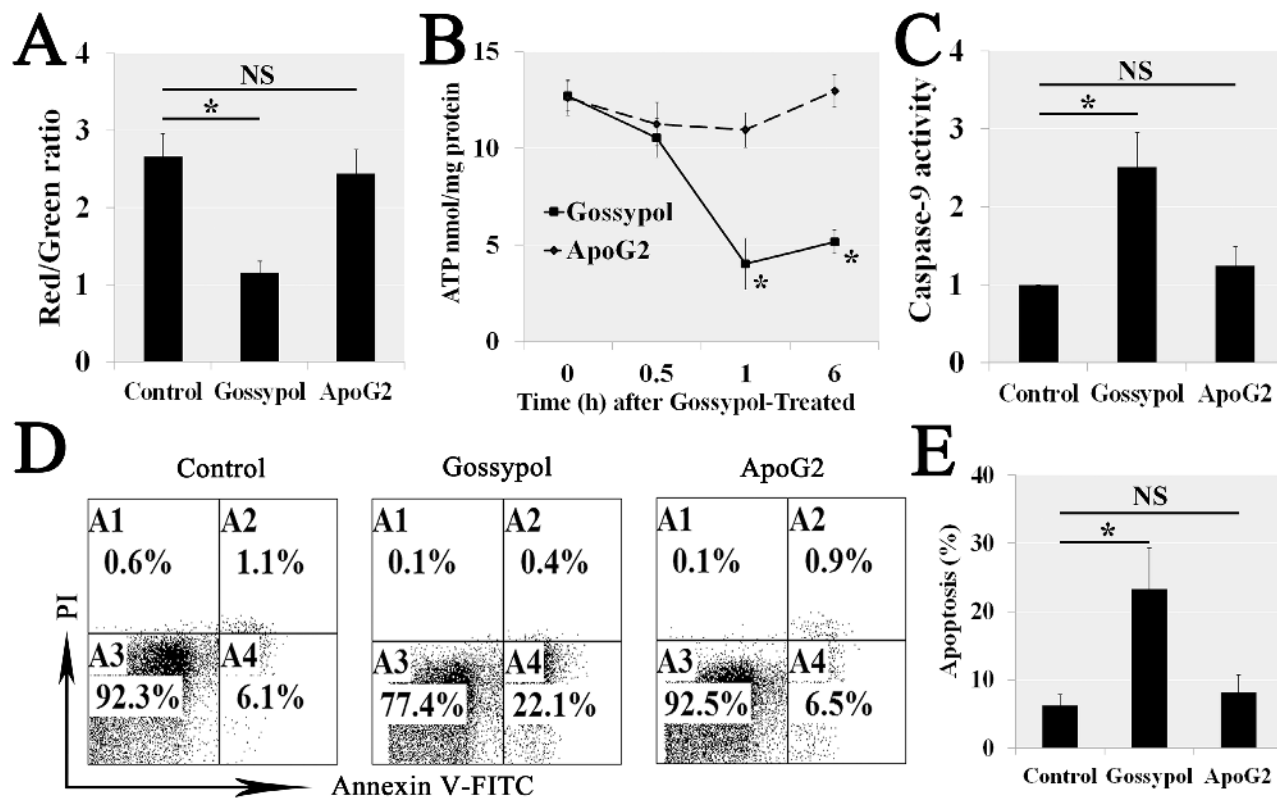 A
4
3
2
1
0
Red/Green ratio
NS
*
Control Gossypol ApoG2
B
15
10
5
0
ATP nmol/mg protein
Gossypol
ApoG2
*
*
0 0.5 1 6
Time (h) after Gossypol-Treated
C
4
3
2
1
0
Caspase-9 activity
NS
*
Control Gossypol ApoG2
D
Control
A1
0.6%
A2
1.1%
A3
92.3%
A4
6.1%
Gossypol
A1
0.1%
A2
0.4%
A3
77.4%
A4
22.1%
ApoG2
A1
0.1%
A2
0.9%
A3
92.5%
A4
6.5%
PI
Annexin V-FITC
E
40
30
20
10
0
Apoptosis (%)
NS
*
Control Gossypol ApoG2